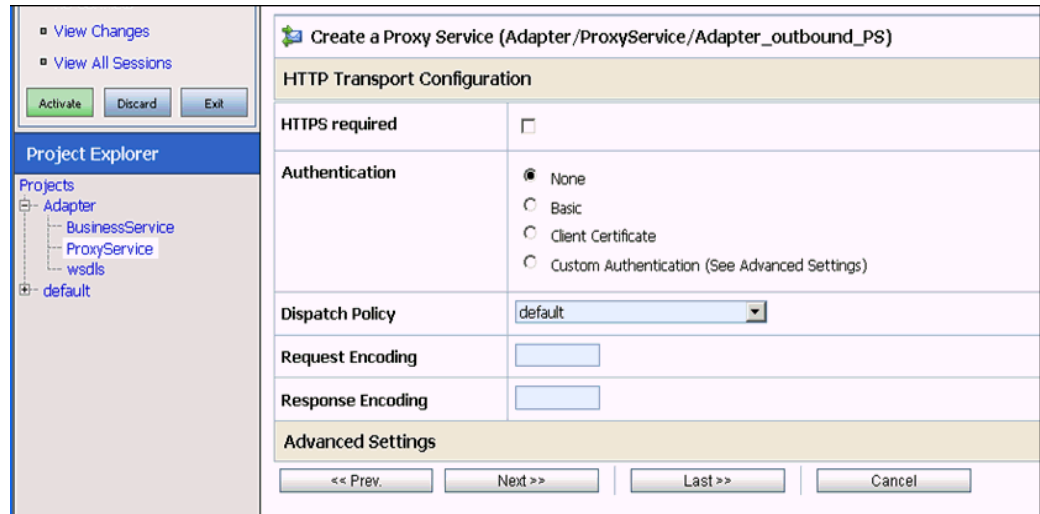 View Changes
View All Sessions
Activate Discard Exit
Project Explorer
Projects
Adapter
BusinessService
ProxyService
wsdls
default
Create a Proxy Service (Adapter/ProxyService/Adapter_outbound_PS)
HTTP Transport Configuration
HTTPS required
Authentication
None
Basic
Client Certificate
Custom Authentication (See Advanced Settings)
Dispatch Policy default
Request Encoding
Response Encoding
Advanced Settings
<< Prev. Next >> Last >> Cancel